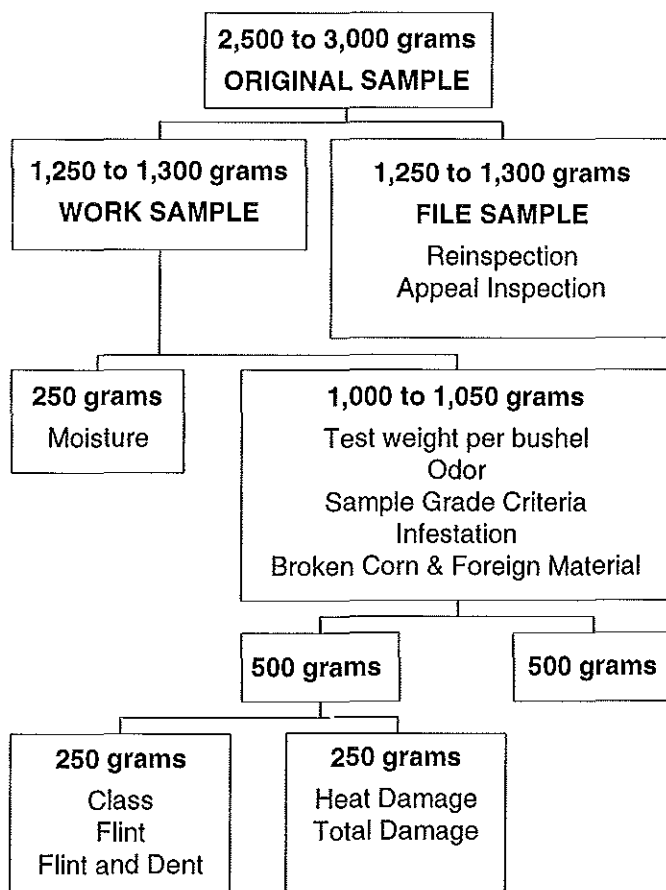 2,500 to 3,000 grams
ORIGINAL SAMPLE
1,250 to 1,300 grams
WORK SAMPLE
1,250 to 1,300 grams
FILE SAMPLE
Reinspection
Appeal Inspection
250 grams
Moisture
1,000 to 1,050 grams
Test weight per bushel
Odor
Sample Grade Criteria
Infestation
Broken Corn & Foreign Material
500 grams
500 grams
250 grams
Class
Flint
Flint and Dent
250 grams
Heat Damage
Total Damage